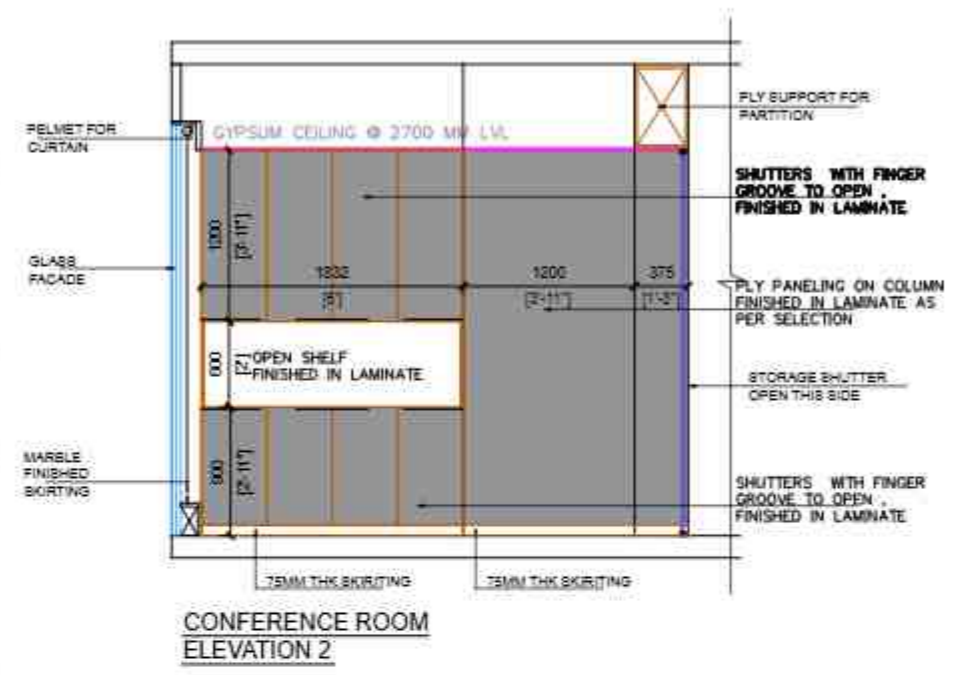 PELMET FOR
CURTAIN
GYPSUM CEILING @ 2700 MM LVL
PLY SUPPORT FOR
PARTITION
SHUTTERS WITH FINGER
GROOVE TO OPEN .
FINISHED IN LAMINATE
GLASS
FACADE
1200
[3'-11"]
1832
[6']
1200
[3'-11"]
375
[1'-3"]
PLY PANELING ON COLUMN
FINISHED IN LAMINATE AS
PER SELECTION
600
[2']
OPEN SHELF
FINISHED IN LAMINATE
STORAGE SHUTTER
OPEN THIS SIDE
MARBLE
FINISHED
SKIRTING
900
[2'-11"]
SHUTTERS WITH FINGER
GROOVE TO OPEN .
FINISHED IN LAMINATE
75MM THK SKIRITING
75MM THK SKIRITING
CONFERENCE ROOM
ELEVATION 2